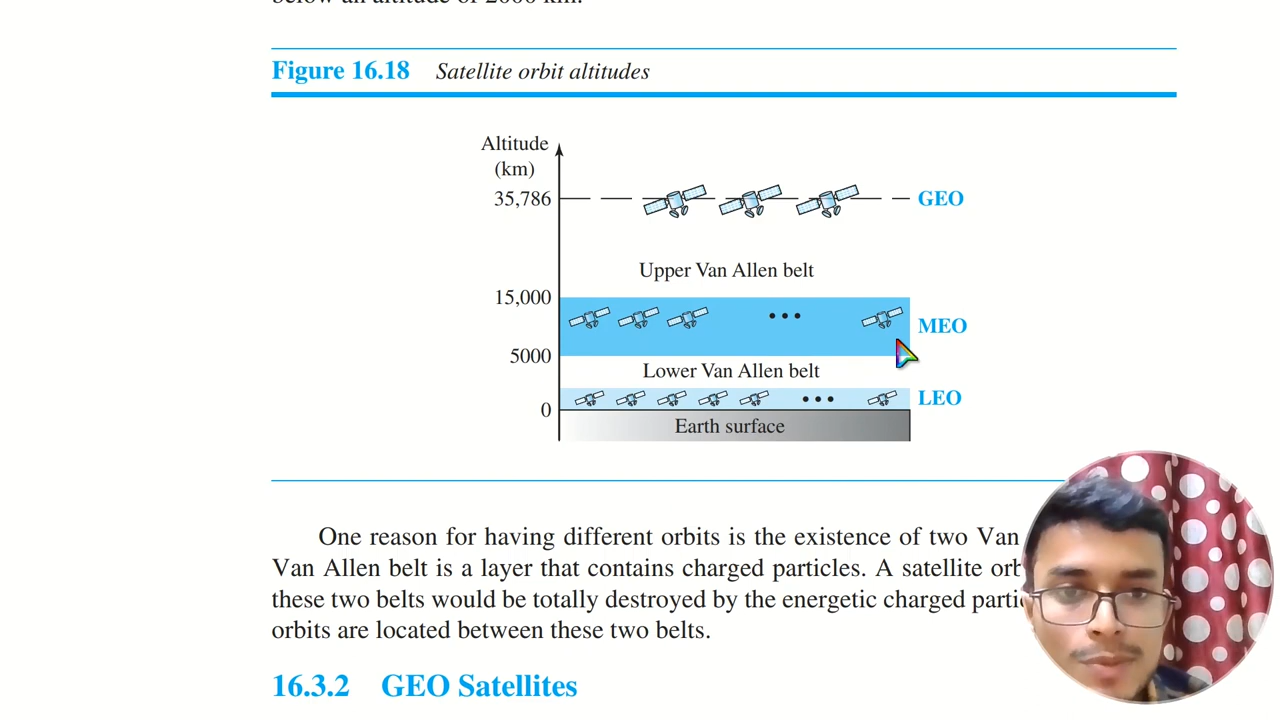 Figure 16.18 Satellite orbit altitudes
Altitude
(km)
35,786
GEO
Upper Van Allen belt
15,000
MEO
5000
Lower Van Allen belt
LEO
0
Earth surface
One reason for having different orbits is the existence of two Van
Van Allen belt is a layer that contains charged particles. A satellite
these two belts would be totally destroyed by the energetic charged
orbits are located between these two belts.
16.3.2 GEO Satellites